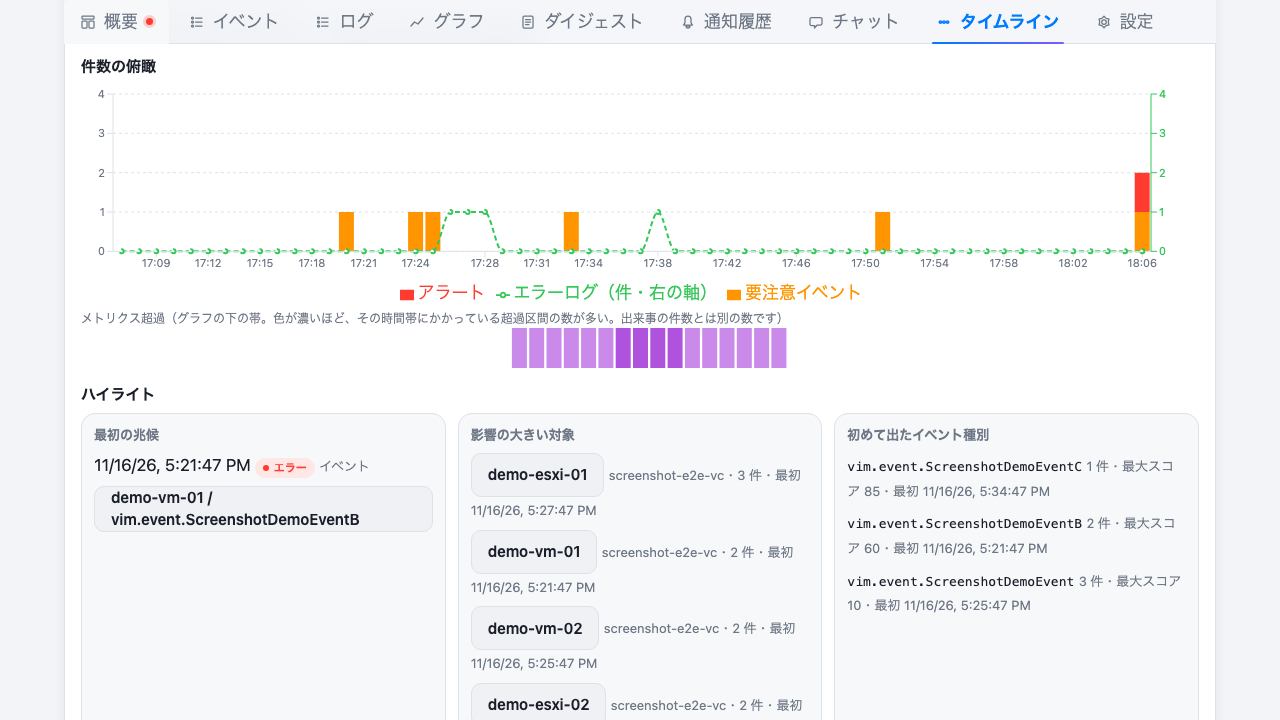 概要 イベント ログ グラフ ダイジェスト 通知履歴 チャット タイムライン 設定
件数の俯瞰
4 4
3 3
2 2
1 1
0 0
17:09 17:12 17:15 17:18 17:21 17:24 17:28 17:31 17:34 17:38 17:42 17:46 17:50 17:54 17:58 18:02 18:06
アラート エラーログ（件・右の軸） 要注意イベント
メトリクス超過（グラフの下の帯。色が濃いほど、その時間帯にかかっている超過区間の数が多い。出来事の件数とは別の数です）
ハイライト
最初の兆候
11/16/26, 5:21:47 PM エラー イベント
demo-vm-01 /
vim.event.ScreenshotDemoEventB
影響の大きい対象
demo-esxi-01 screenshot-e2e-vc・3 件・最初
11/16/26, 5:27:47 PM
demo-vm-01 screenshot-e2e-vc・2 件・最初
11/16/26, 5:21:47 PM
demo-vm-02 screenshot-e2e-vc・2 件・最初
11/16/26, 5:25:47 PM
demo-esxi-02 screenshot-e2e-vc・2 件・最初
初めて出たイベント種別
vim.event.ScreenshotDemoEventC 1 件・最大スコ
ア 85・最初 11/16/26, 5:34:47 PM
vim.event.ScreenshotDemoEventB 2 件・最大スコ
ア 60・最初 11/16/26, 5:21:47 PM
vim.event.ScreenshotDemoEvent 3 件・最大スコア
10・最初 11/16/26, 5:25:47 PM